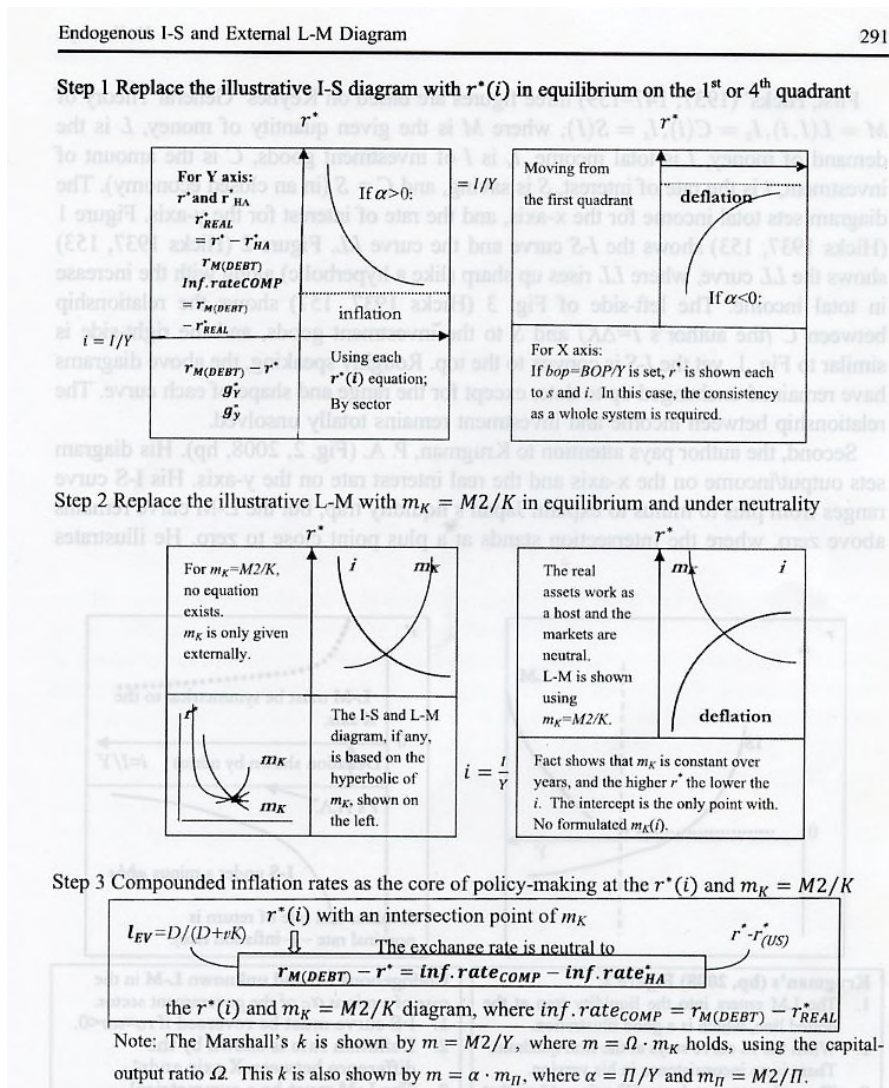 Endogenous I-S and External L-M Diagram 291
Step 1 Replace the illustrative I-S diagram with r*(i) in equilibrium on the 1st or 4th quadrant
r*
For Y axis:
r* and r*HA
r*REAL
= r* − r*HA
rM(DEBT)
Inf.rateCOMP
= rM(DEBT)
− r*REAL
i = I/Y
rM(DEBT) − r*
g*Y
g*y
If α>0:
inflation
Using each
r*(i) equation;
By sector
= I/Y
r*
Moving from
the first quadrant
deflation
If α<0:
For X axis:
If bop=BOP/Y is set, r* is shown each
to s and i. In this case, the consistency
as a whole system is required.
Step 2 Replace the illustrative L-M with mK = M2/K in equilibrium and under neutrality
r*
For mK=M2/K,
no equation
exists.
mK is only given
externally.
i mK
r*
mK
mK
The I-S and L-M
diagram, if any,
is based on the
hyperbolic of
mK, shown on
the left.
i = I/Y
r*
The real
assets work as
a host and the
markets are
neutral.
L-M is shown
using
mK=M2/K.
mK i
deflation
Fact shows that mK is constant over
years, and the higher r* the lower the
i. The intercept is the only point with.
No formulated mK(i).
Step 3 Compounded inflation rates as the core of policy-making at the r*(i) and mK = M2/K
r*(i) with an intersection point of mK
lEV=D/(D+rK)
The exchange rate is neutral to
r*-r*(US)
rM(DEBT) − r* = inf.rateCOMP − inf.rate*HA
the r*(i) and mK = M2/K diagram, where inf.rateCOMP = rM(DEBT) − r*REAL
Note: The Marshall's k is shown by m = M2/Y, where m = Ω · mK holds, using the capital-
output ratio Ω. This k is also shown by m = α · mΠ, where α = Π/Y and mΠ = M2/Π.